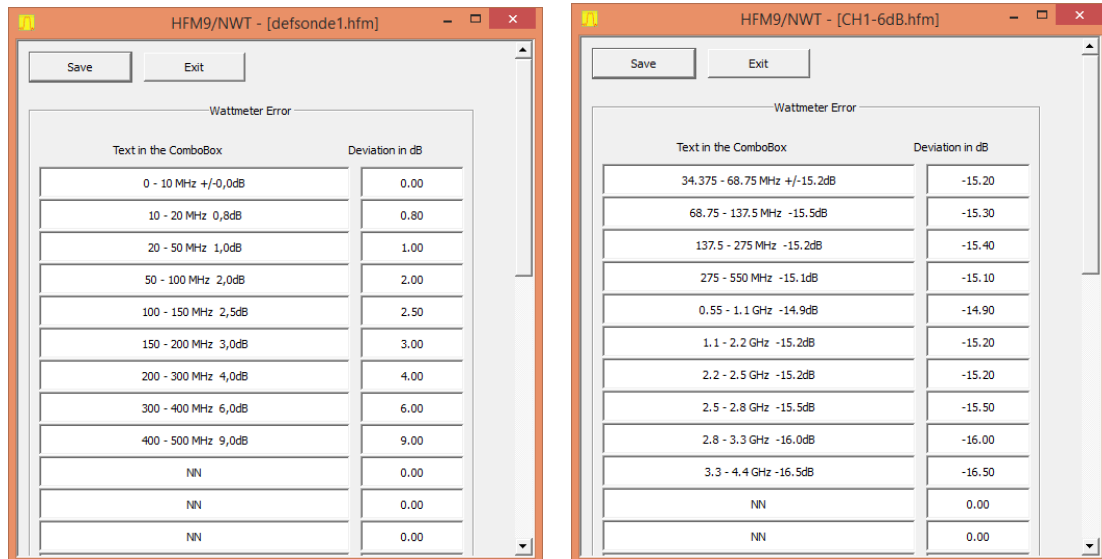 HFM9/NWT - [defsonde1.hfm]
Save Exit
Wattmeter Error
Text in the ComboBox Deviation in dB
0 - 10 MHz +/-0,0dB 0.00
10 - 20 MHz 0,8dB 0.80
20 - 50 MHz 1,0dB 1.00
50 - 100 MHz 2,0dB 2.00
100 - 150 MHz 2,5dB 2.50
150 - 200 MHz 3,0dB 3.00
200 - 300 MHz 4,0dB 4.00
300 - 400 MHz 6,0dB 6.00
400 - 500 MHz 9,0dB 9.00
NN 0.00
NN 0.00
NN 0.00
HFM9/NWT - [CH1-6dB.hfm]
Save Exit
Wattmeter Error
Text in the ComboBox Deviation in dB
34.375 - 68.75 MHz +/-15.2dB -15.20
68.75 - 137.5 MHz -15.5dB -15.30
137.5 - 275 MHz -15.2dB -15.40
275 - 550 MHz -15.1dB -15.10
0.55 - 1.1 GHz -14.9dB -14.90
1.1 - 2.2 GHz -15.2dB -15.20
2.2 - 2.5 GHz -15.2dB -15.20
2.5 - 2.8 GHz -15.5dB -15.50
2.8 - 3.3 GHz -16.0dB -16.00
3.3 - 4.4 GHz -16.5dB -16.50
NN 0.00
NN 0.00